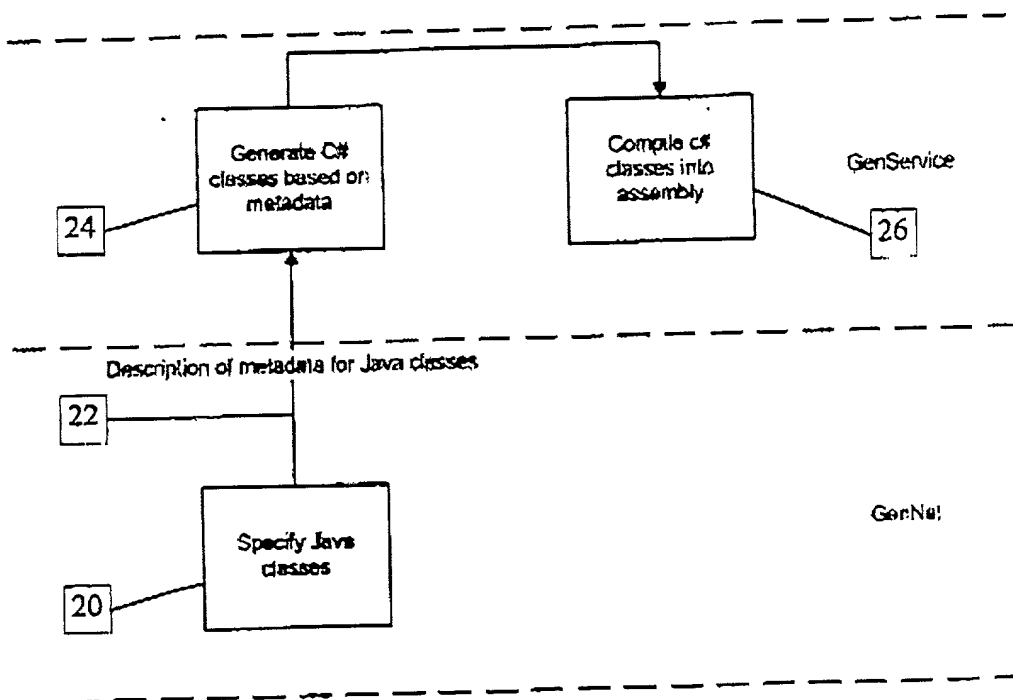 Generate C#
classes based on
metadata
Compile c#
classes into
assembly
GenService
24
26
Description of metadata for Java classes
22
Specify Java
classes
GenNet
20